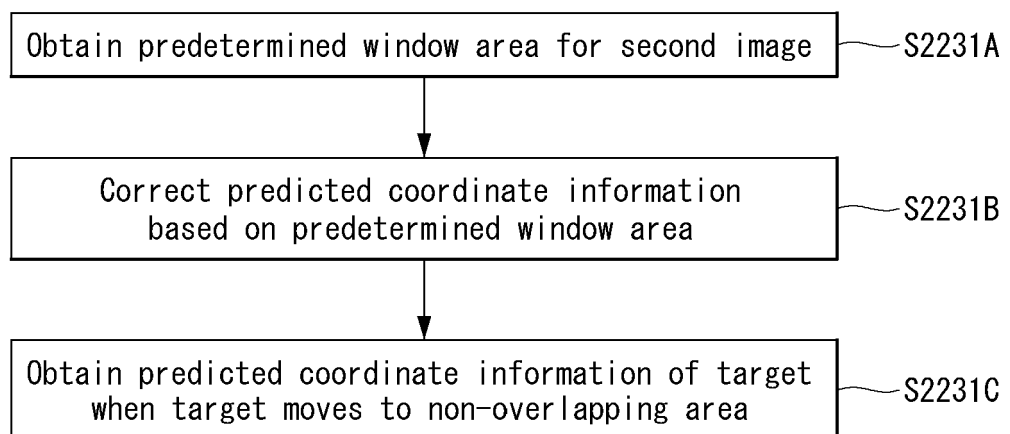 Obtain predetermined window area for second image
S2231A
Correct predicted coordinate information
based on predetermined window area
S2231B
Obtain predicted coordinate information of target
when target moves to non-overlapping area
S2231C